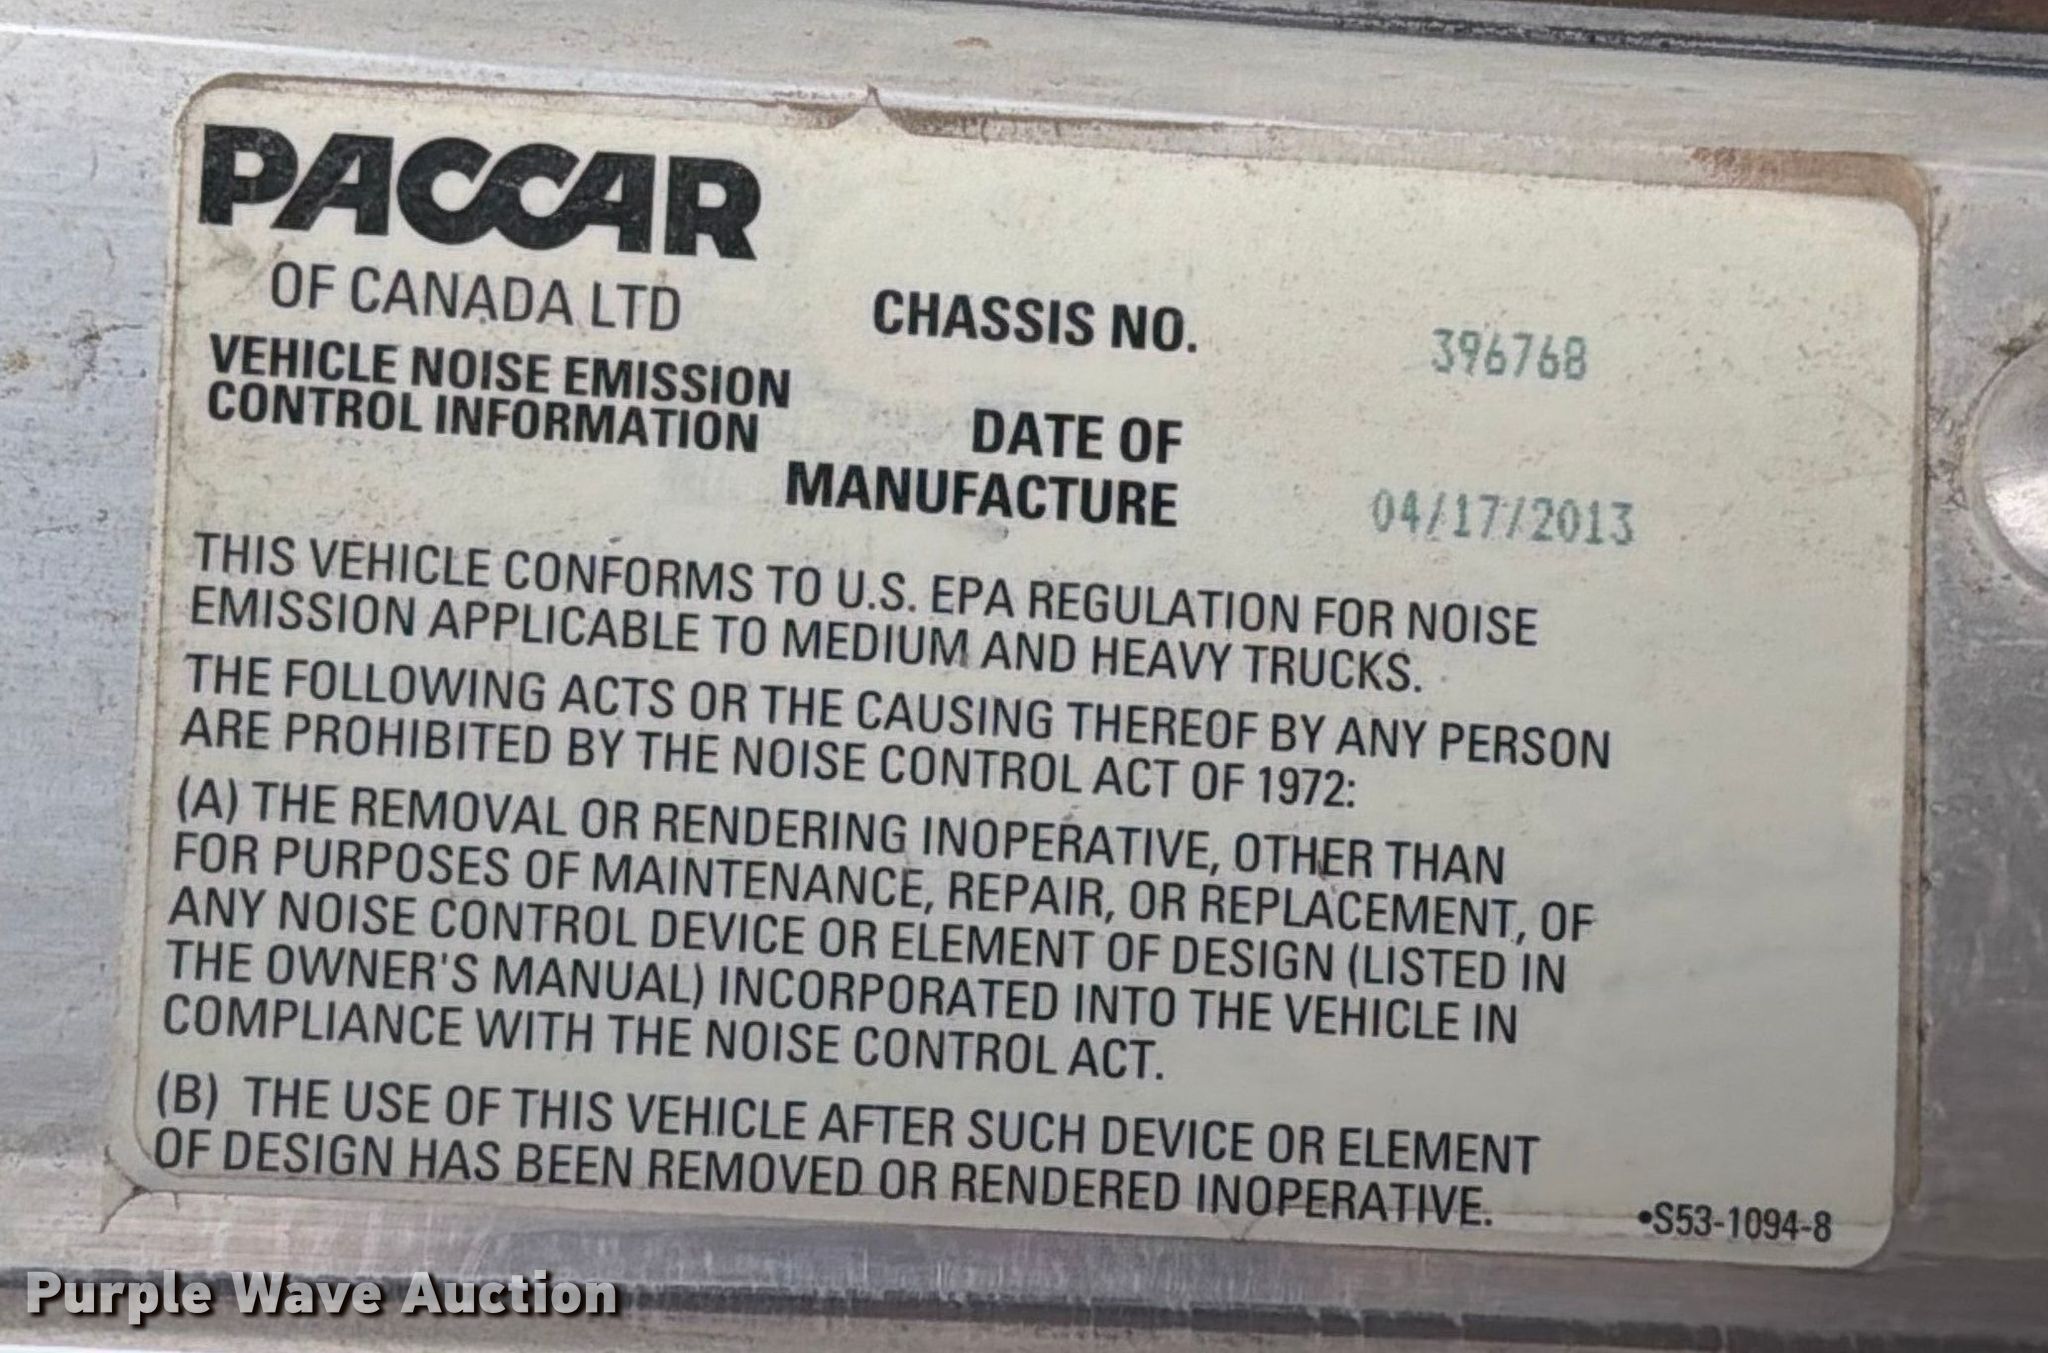 PACCAR
OF CANADA LTD
VEHICLE NOISE EMISSION
CONTROL INFORMATION
CHASSIS NO. 396768
DATE OF
MANUFACTURE 04/17/2013
THIS VEHICLE CONFORMS TO U.S. EPA REGULATION FOR NOISE
EMISSION APPLICABLE TO MEDIUM AND HEAVY TRUCKS.
THE FOLLOWING ACTS OR THE CAUSING THEREOF BY ANY PERSON
ARE PROHIBITED BY THE NOISE CONTROL ACT OF 1972:
(A) THE REMOVAL OR RENDERING INOPERATIVE, OTHER THAN
FOR PURPOSES OF MAINTENANCE, REPAIR, OR REPLACEMENT, OF
ANY NOISE CONTROL DEVICE OR ELEMENT OF DESIGN (LISTED IN
THE OWNER'S MANUAL) INCORPORATED INTO THE VEHICLE IN
COMPLIANCE WITH THE NOISE CONTROL ACT.
(B) THE USE OF THIS VEHICLE AFTER SUCH DEVICE OR ELEMENT
OF DESIGN HAS BEEN REMOVED OR RENDERED INOPERATIVE.
•S53-1094-8
Purple Wave Auction